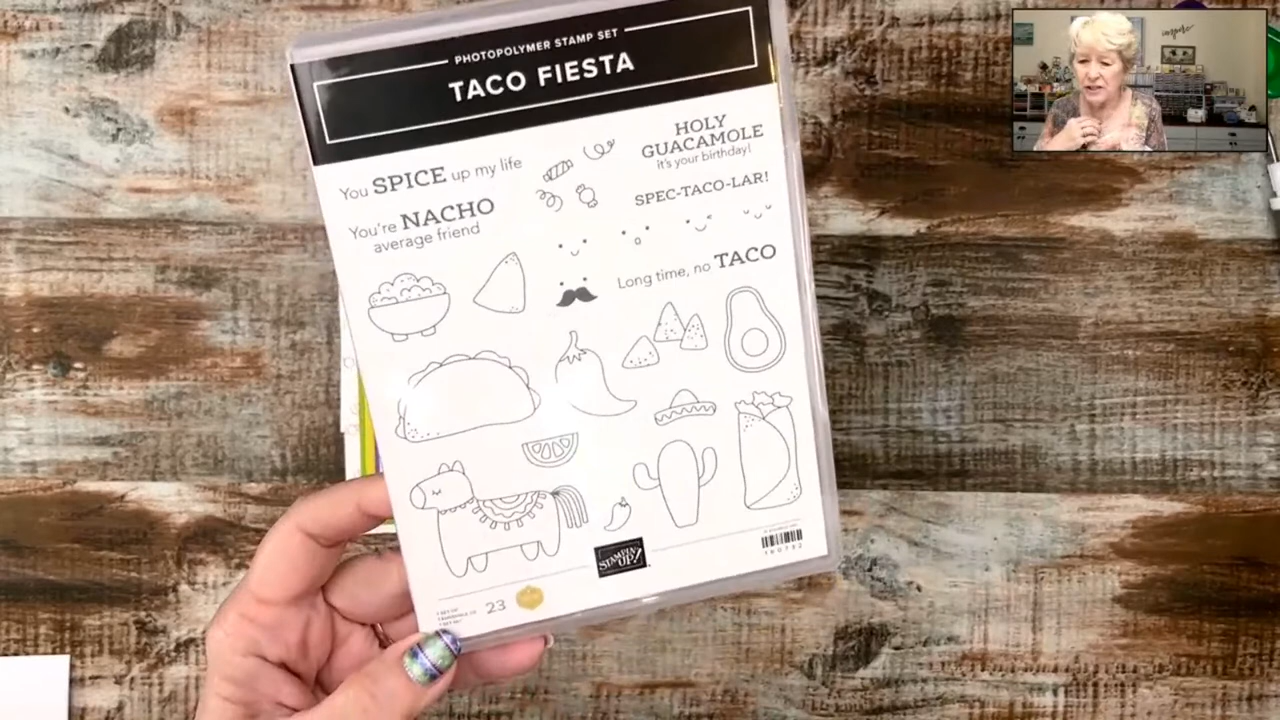 PHOTOPOLYMER STAMP SET
TACO FIESTA
You SPICE up my life
You're NACHO
average friend
HOLY
GUACAMOLE
it's your birthday!
SPEC-TACO-LAR!
Long time, no TACO
STAMPIN'
UP!
23
inspire